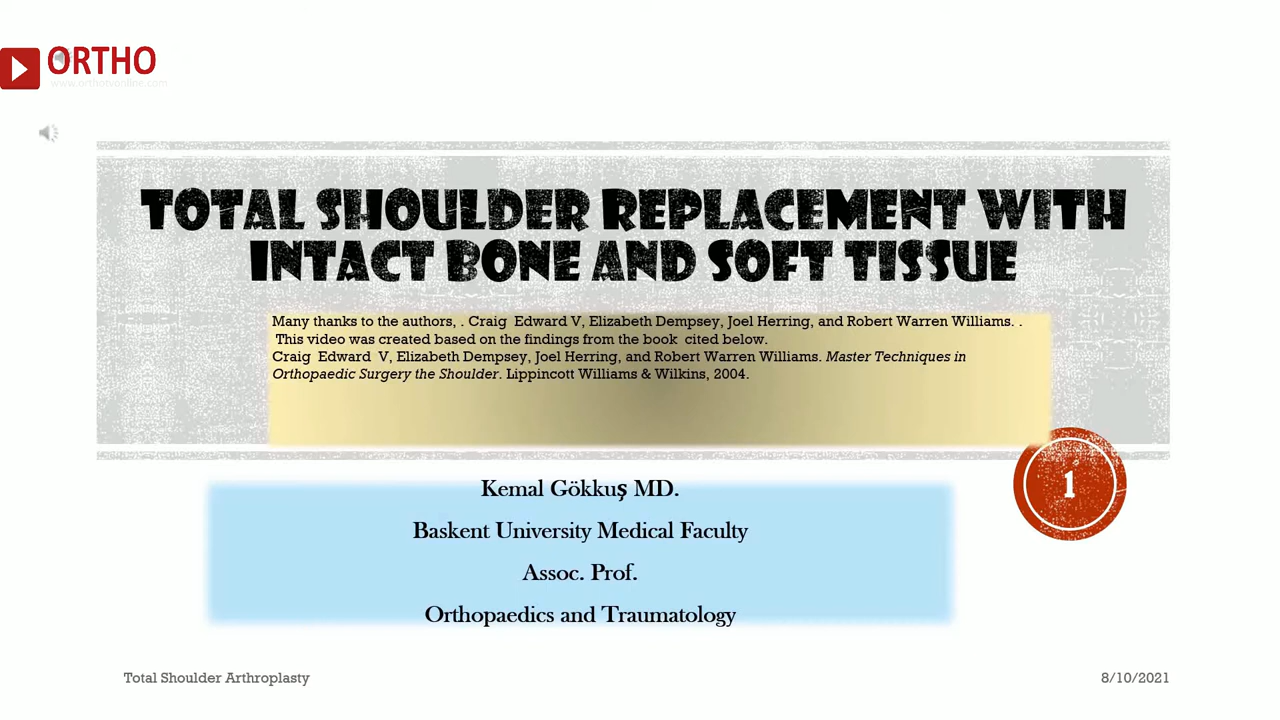 ORTHO
www.orthotvonline.com
TOTAL SHOULDER REPLACEMENT WITH
INTACT BONE AND SOFT TISSUE
Many thanks to the authors, . Craig Edward V, Elizabeth Dempsey, Joel Herring, and Robert Warren Williams. .
This video was created based on the findings from the book cited below.
Craig Edward V, Elizabeth Dempsey, Joel Herring, and Robert Warren Williams. Master Techniques in
Orthopaedic Surgery the Shoulder. Lippincott Williams & Wilkins, 2004.
1
Kemal Gökkuş MD.
Baskent University Medical Faculty
Assoc. Prof.
Orthopaedics and Traumatology
Total Shoulder Arthroplasty
8/10/2021